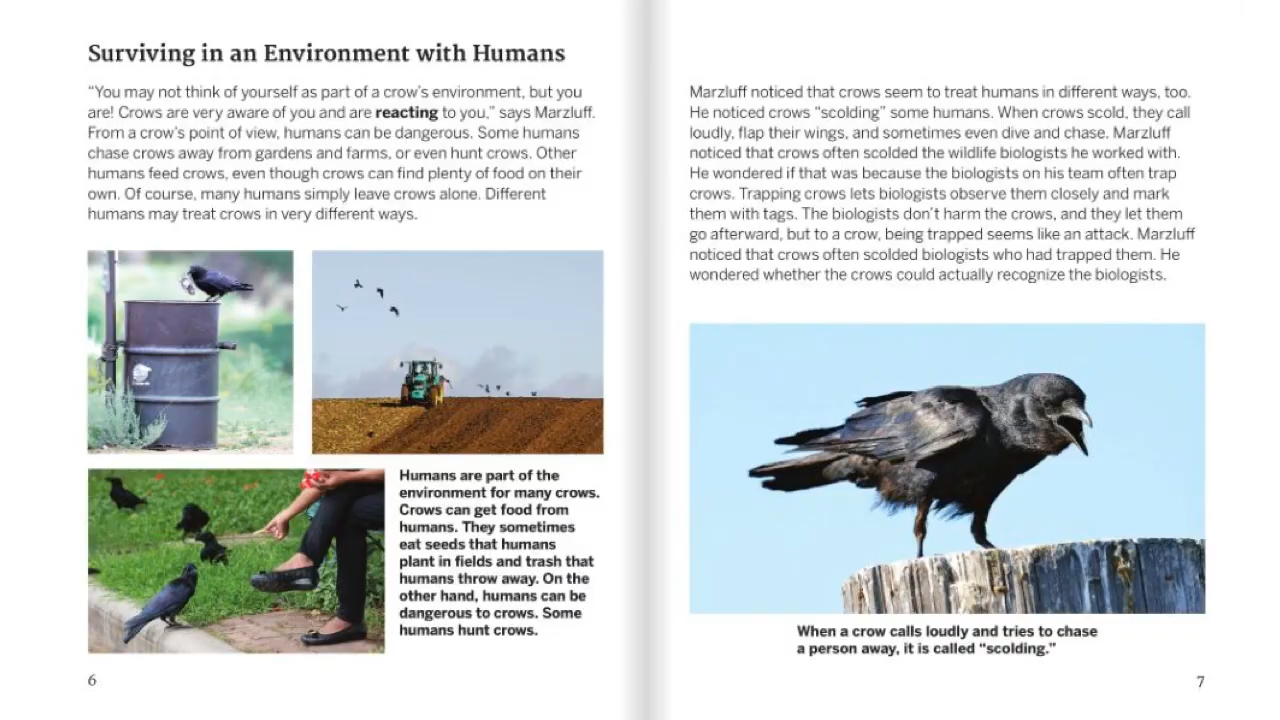 Surviving in an Environment with Humans
“You may not think of yourself as part of a crow’s environment, but you
are! Crows are very aware of you and are reacting to you,” says Marzluff.
From a crow’s point of view, humans can be dangerous. Some humans
chase crows away from gardens and farms, or even hunt crows. Other
humans feed crows, even though crows can find plenty of food on their
own. Of course, many humans simply leave crows alone. Different
humans may treat crows in very different ways.
Humans are part of the
environment for many crows.
Crows can get food from
humans. They sometimes
eat seeds that humans
plant in fields and trash that
humans throw away. On the
other hand, humans can be
dangerous to crows. Some
humans hunt crows.
6
Marzluff noticed that crows seem to treat humans in different ways, too.
He noticed crows “scolding” some humans. When crows scold, they call
loudly, flap their wings, and sometimes even dive and chase. Marzluff
noticed that crows often scolded the wildlife biologists he worked with.
He wondered if that was because the biologists on his team often trap
crows. Trapping crows lets biologists observe them closely and mark
them with tags. The biologists don’t harm the crows, and they let them
go afterward, but to a crow, being trapped seems like an attack. Marzluff
noticed that crows often scolded biologists who had trapped them. He
wondered whether the crows could actually recognize the biologists.
When a crow calls loudly and tries to chase
a person away, it is called “scolding.”
7